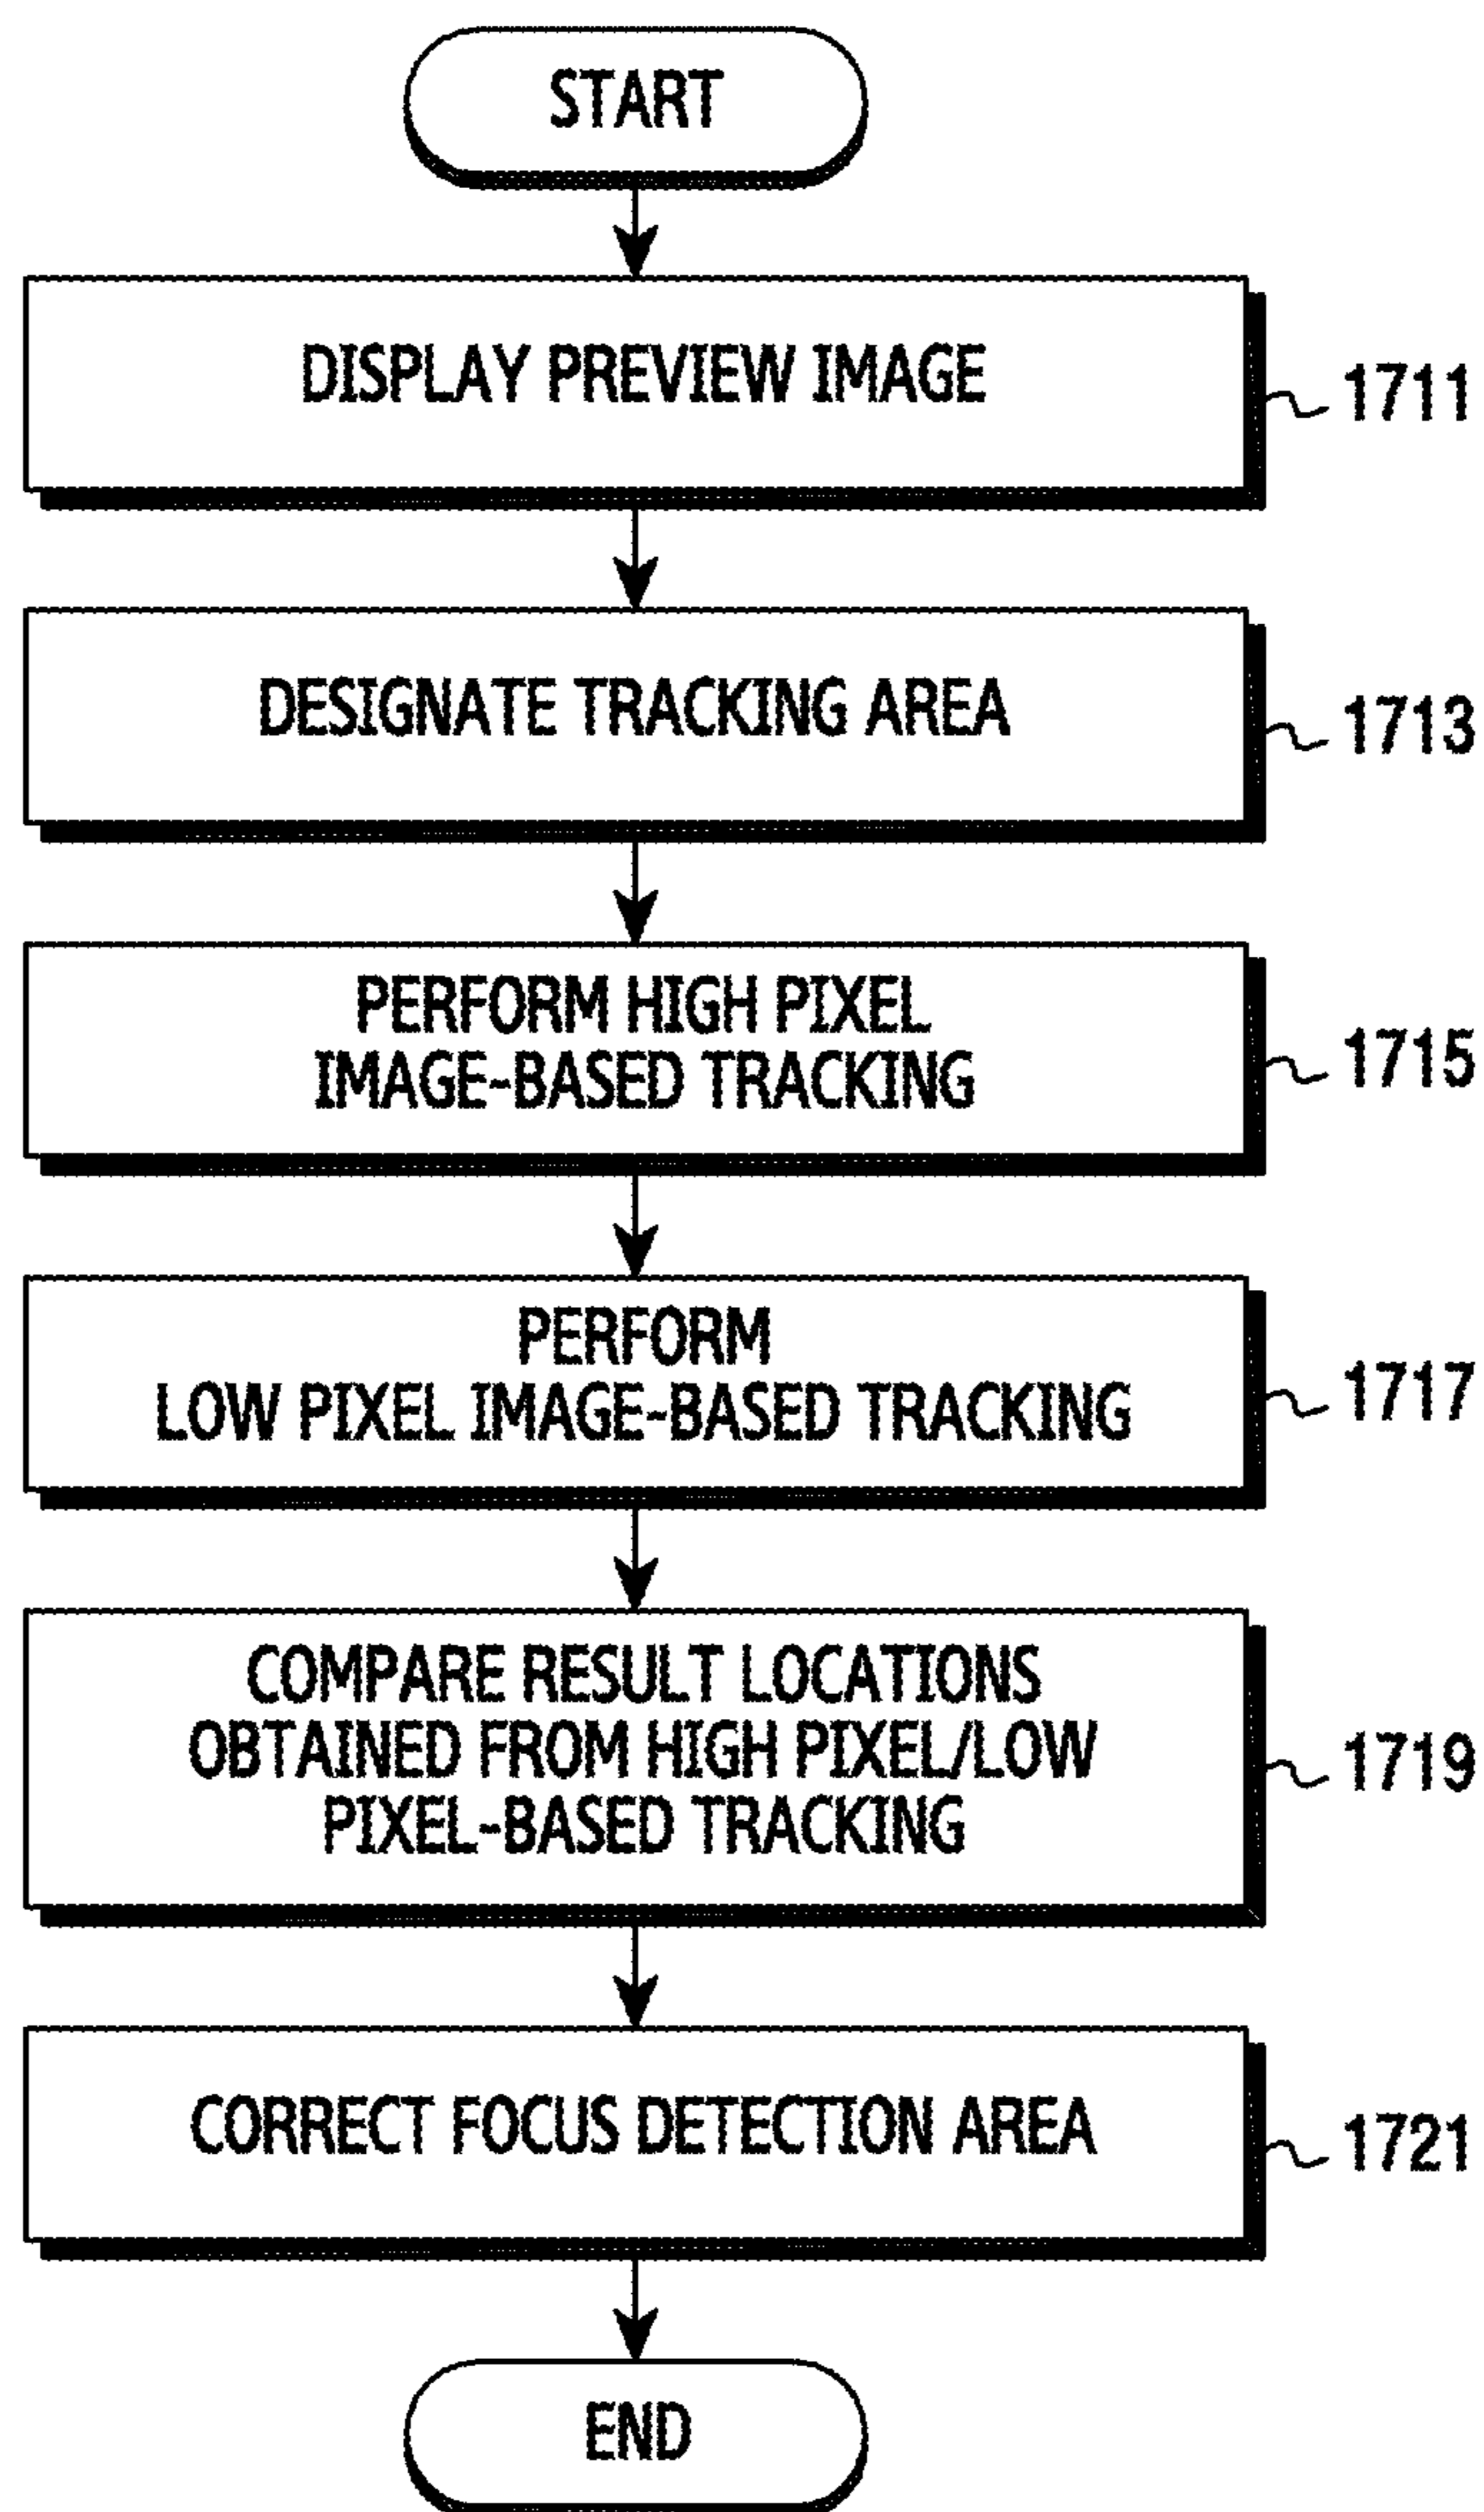 START
DISPLAY PREVIEW IMAGE
1711
DESIGNATE TRACKING AREA
1713
PERFORM HIGH PIXEL
IMAGE-BASED TRACKING
1715
PERFORM
LOW PIXEL IMAGE-BASED TRACKING
1717
COMPARE RESULT LOCATIONS
OBTAINED FROM HIGH PIXEL/LOW
PIXEL-BASED TRACKING
1719
CORRECT FOCUS DETECTION AREA
1721
END